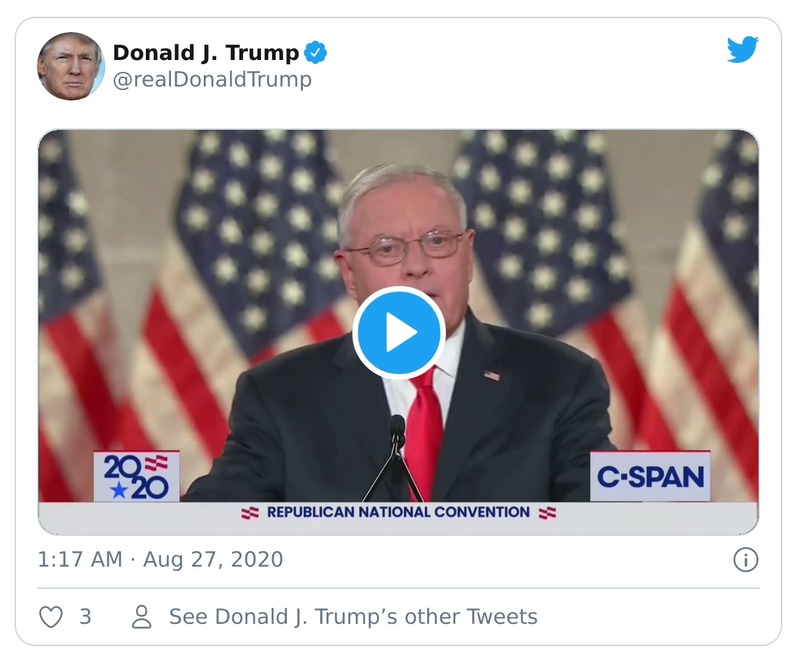 Donald J. Trump
@realDonaldTrump
2020
C-SPAN
REPUBLICAN NATIONAL CONVENTION
1:17 AM · Aug 27, 2020
3
See Donald J. Trump’s other Tweets